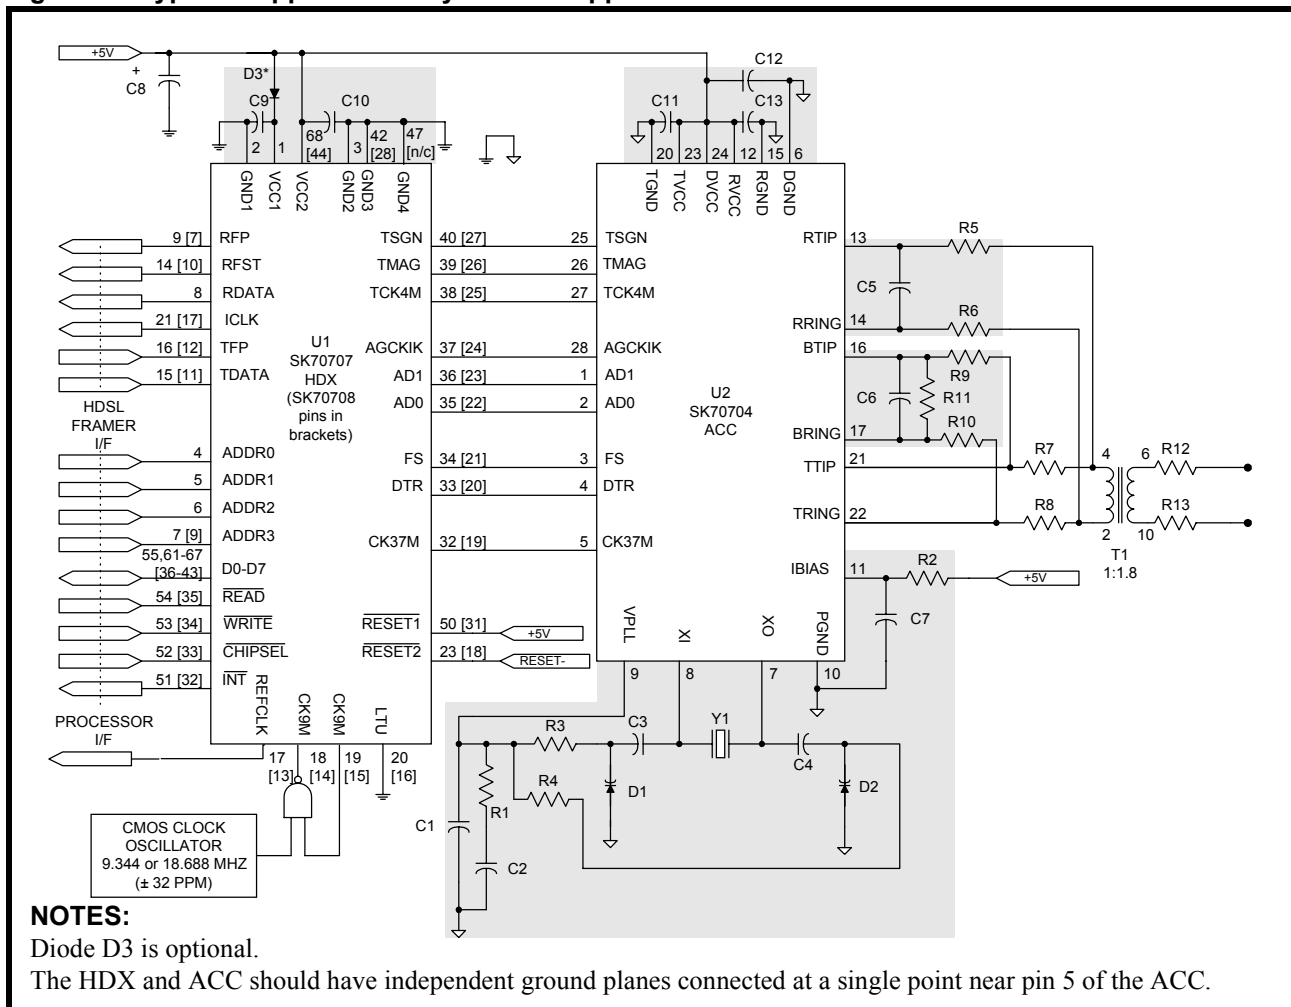 +5V
+
C8
D3*
C9
C10
2
1
68
[44]
3
42
[28]
47
[n/c]
GND1
VCC1
VCC2
GND2
GND3
GND4
C12
C11
C13
20
23
24
12
15
6
TGND
TVCC
DVCC
RVCC
RGND
DGND
9 [7]
RFP
14 [10]
RFST
8
RDATA
21 [17]
ICLK
16 [12]
TFP
15 [11]
TDATA
HDSL
FRAMER
I/F
4
ADDR0
5
ADDR1
6
ADDR2
7 [9]
ADDR3
55,61-67
[36-43]
D0-D7
54 [35]
READ
53 [34]
WRITE
52 [33]
CHIPSEL
51 [32]
INT
PROCESSOR
I/F
U1
SK70707
HDX
(SK70708
pins in
brackets)
TSGN
40 [27]
TMAG
39 [26]
TCK4M
38 [25]
AGCKIK
37 [24]
AD1
36 [23]
AD0
35 [22]
FS
34 [21]
DTR
33 [20]
CK37M
32 [19]
RESET1
50 [31]
+5V
RESET2
23 [18]
RESET-
REFCLK
CK9M
CK9M
LTU
17
[13]
18
[14]
19
[15]
20
[16]
CMOS CLOCK
OSCILLATOR
9.344 or 18.688 MHZ
(± 32 PPM)
25
TSGN
26
TMAG
27
TCK4M
28
AGCKIK
1
AD1
2
AD0
3
FS
4
DTR
5
CK37M
U2
SK70704
ACC
RTIP
13
RRING
14
BTIP
16
BRING
17
TTIP
21
TRING
22
IBIAS
11
VPLL
XI
XO
PGND
9
8
7
10
R5
C5
R6
R9
C6
R11
R10
R7
R8
4
6
2
10
R12
R13
T1
1:1.8
R2
+5V
C7
R3
C3
Y1
R4
D1
C4
D2
R1
C1
C2
NOTES:
Diode D3 is optional.
The HDX and ACC should have independent ground planes connected at a single point near pin 5 of the ACC.